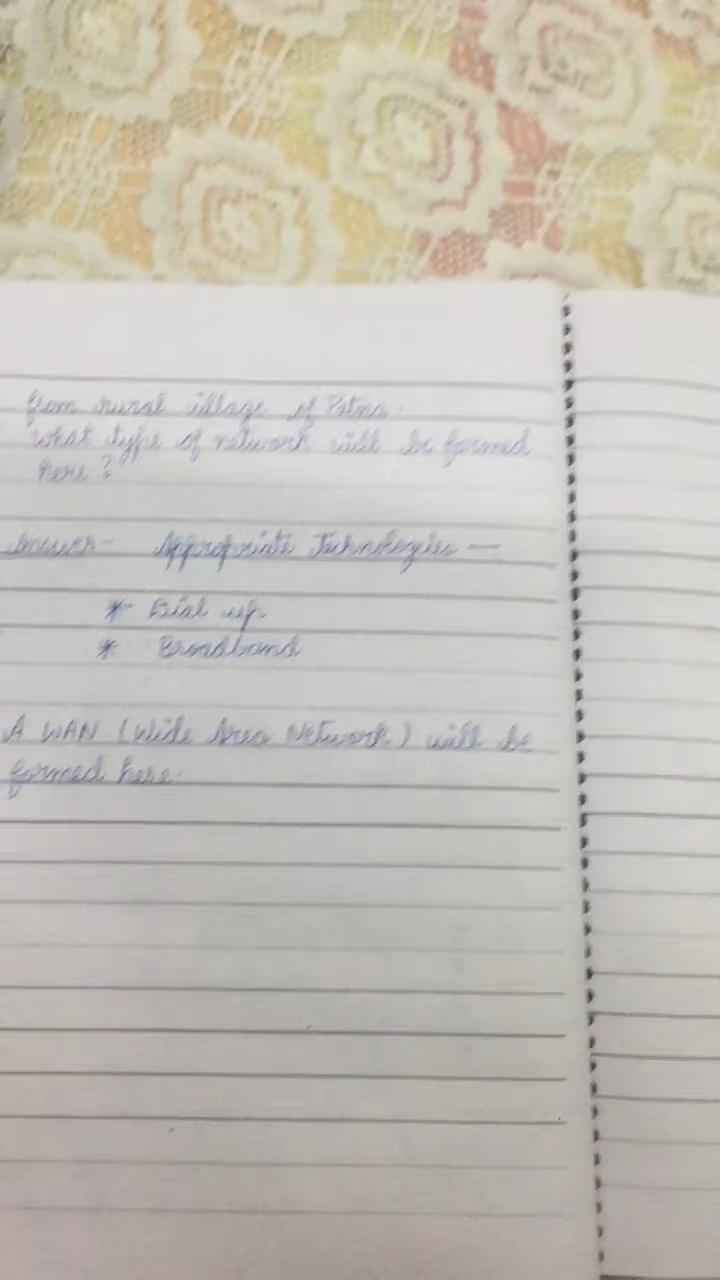 from rural village of Patna.
What type of network will be formed
here?
Answer- Appropriate Technologies —
* Dial up
* Broadband
A WAN (Wide Area Network) will be
formed here.